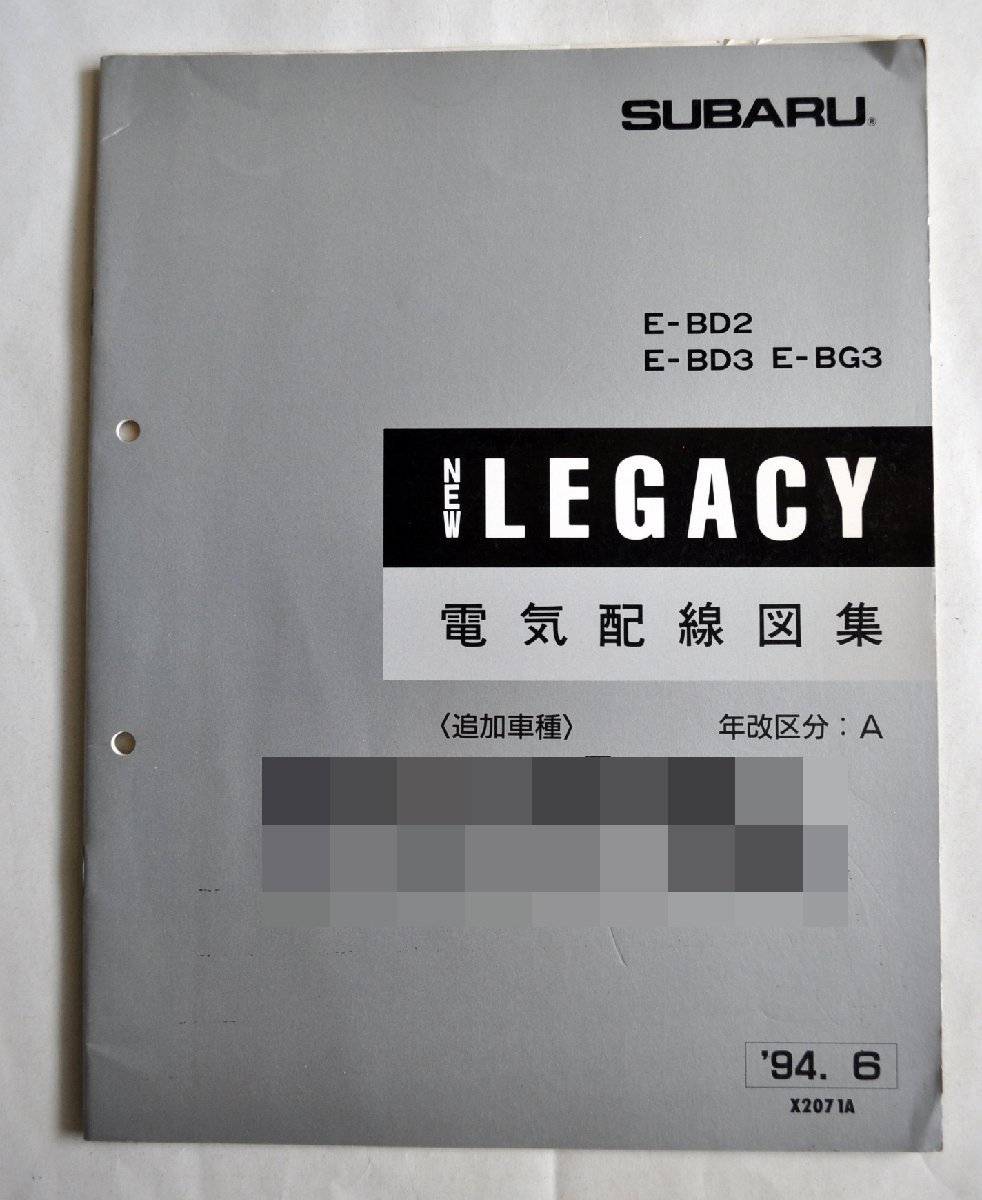 SUBARU®
E-BD2
E-BD3 E-BG3
NEW LEGACY
電気配線図集
〈追加車種〉 年改区分：A
'94. 6
X2071A